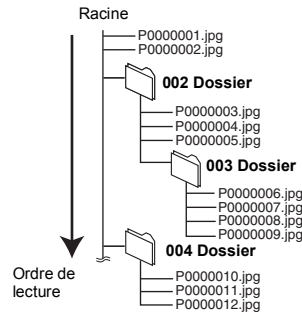 Racine
P0000001.jpg
P0000002.jpg
002 Dossier
P0000003.jpg
P0000004.jpg
P0000005.jpg
003 Dossier
P0000006.jpg
P0000007.jpg
P0000008.jpg
P0000009.jpg
004 Dossier
Ordre de
lecture
P0000010.jpg
P0000011.jpg
P0000012.jpg